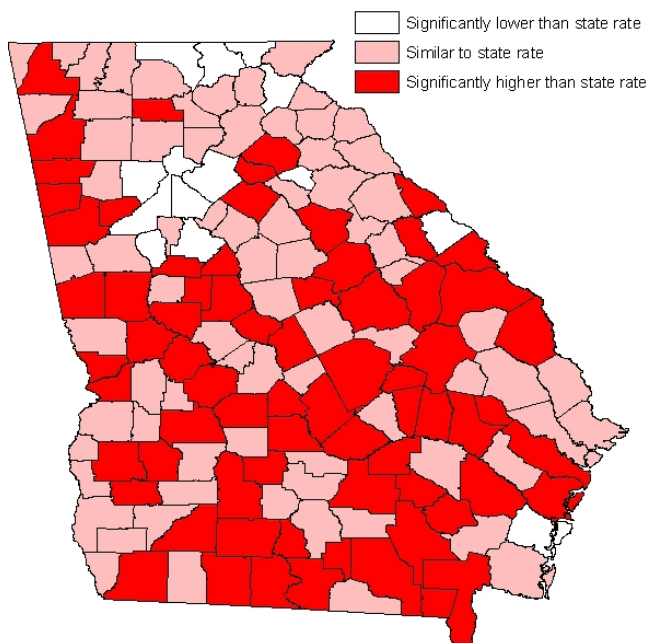 Significantly lower than state rate
Similar to state rate
Significantly higher than state rate